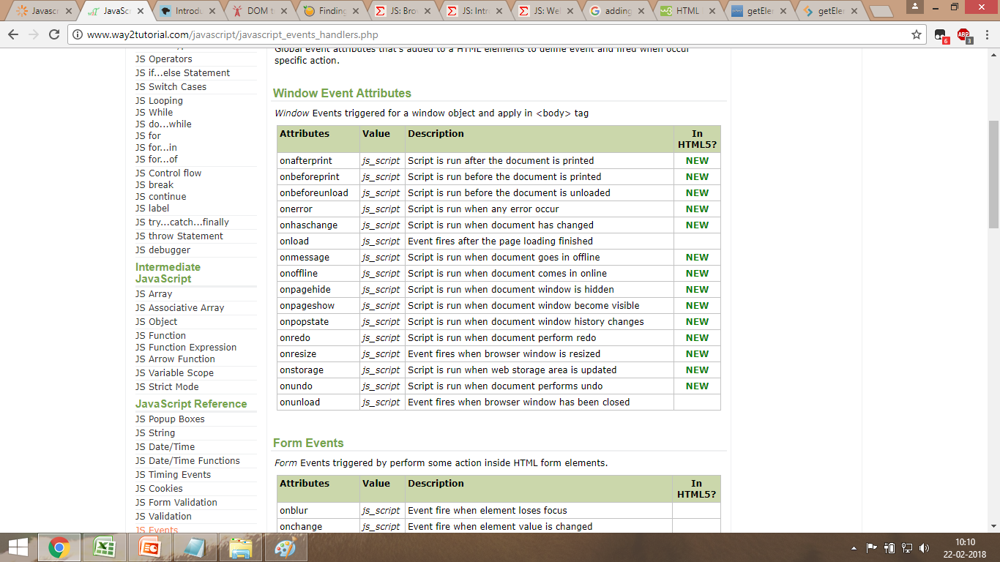 Javascr
JavaScr
Introdu
DOM t
Finding
JS: Bro
JS: Intr
JS: Wel
adding
HTML
getEler
getEler
www.way2tutorial.com/javascript/javascript_events_handlers.php
6
ABP
3
JS Operators
JS if...else Statement
JS Switch Cases
JS Looping
JS While
JS do...while
JS for
JS for...in
JS for...of
JS Control flow
JS break
JS continue
JS label
JS try...catch...finally
JS throw Statement
JS debugger
Intermediate
JavaScript
JS Array
JS Associative Array
JS Object
JS Function
JS Function Expression
JS Arrow Function
JS Variable Scope
JS Strict Mode
JavaScript Reference
JS Popup Boxes
JS String
JS Date/Time
JS Date/Time Functions
JS Timing Events
JS Cookies
JS Form Validation
JS Validation
JS Events
Global event attributes that's added to a HTML elements to define event and fired when occur
specific action.
Window Event Attributes
Window Events triggered for a window object and apply in <body> tag
Attributes Value Description In
HTML5?
onafterprint js_script Script is run after the document is printed NEW
onbeforeprint js_script Script is run before the document is printed NEW
onbeforeunload js_script Script is run before the document is unloaded NEW
onerror js_script Script is run when any error occur NEW
onhaschange js_script Script is run when document has changed NEW
onload js_script Event fires after the page loading finished
onmessage js_script Script is run when document goes in offline NEW
onoffline js_script Script is run when document comes in online NEW
onpagehide js_script Script is run when document window is hidden NEW
onpageshow js_script Script is run when document window become visible NEW
onpopstate js_script Script is run when document window history changes NEW
onredo js_script Script is run when document perform redo NEW
onresize js_script Event fires when browser window is resized NEW
onstorage js_script Script is run when web storage area is updated NEW
onundo js_script Script is run when document performs undo NEW
onunload js_script Event fires when browser window has been closed
Form Events
Form Events triggered by perform some action inside HTML form elements.
Attributes Value Description In
HTML5?
onblur js_script Event fire when element loses focus
onchange js_script Event fire when element value is changed
10:10
22-02-2018